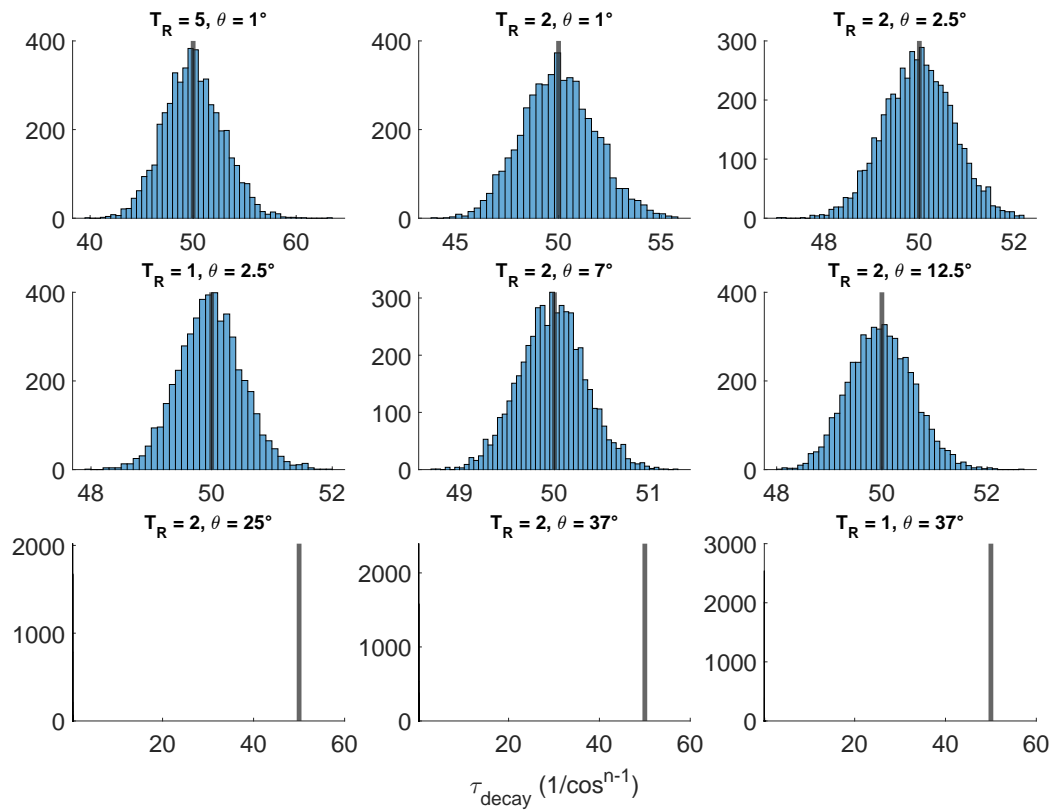 T_R = 5, θ = 1°
400
200
0
40 50 60
T_R = 2, θ = 1°
400
200
0
45 50 55
T_R = 2, θ = 2.5°
300
200
100
0
48 50 52
T_R = 1, θ = 2.5°
400
200
0
48 50 52
T_R = 2, θ = 7°
300
200
100
0
49 50 51
T_R = 2, θ = 12.5°
400
200
0
48 50 52
T_R = 2, θ = 25°
2000
1000
0
20 40 60
T_R = 2, θ = 37°
2000
1000
0
20 40 60
T_R = 1, θ = 37°
3000
2000
1000
0
20 40 60
τ_decay (1/cos^n-1)